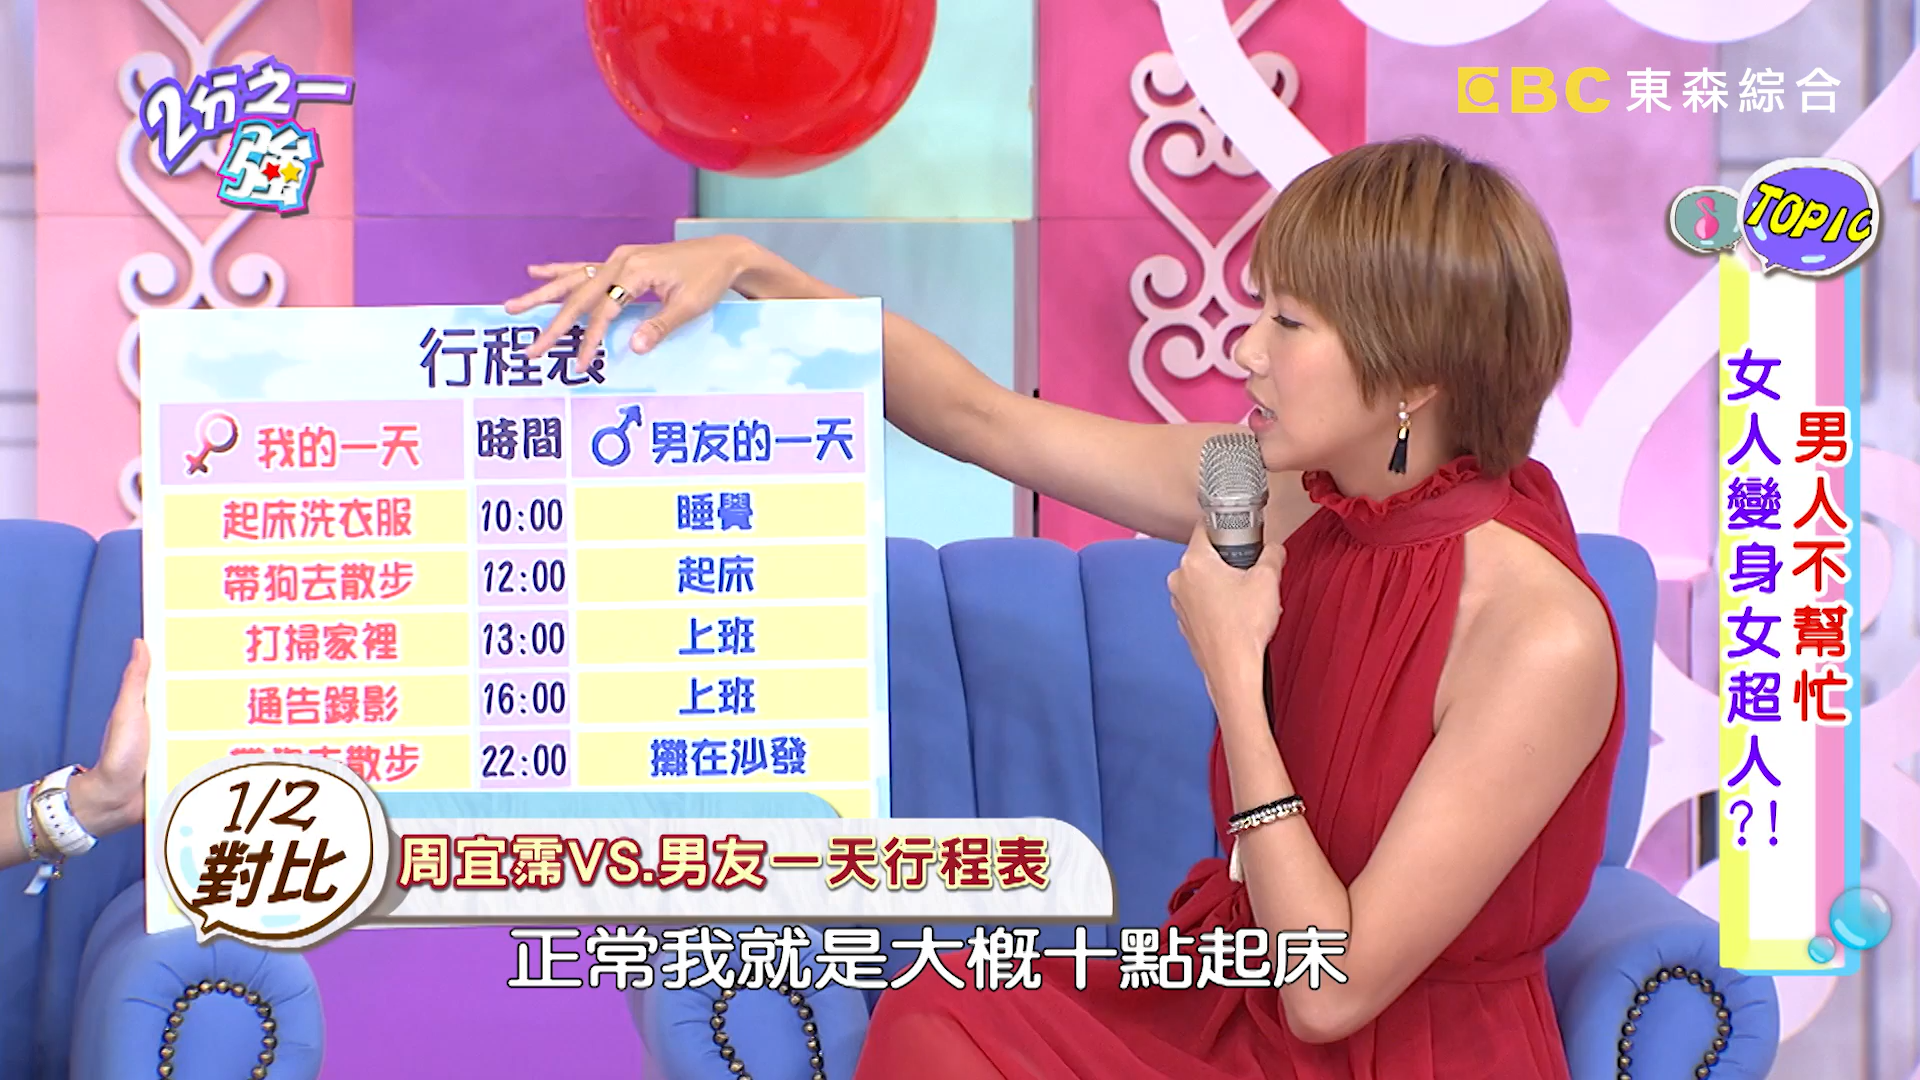 2分之一強
EBC 東森綜合
TOPIC
男人不幫忙
女人變身女超人?!
行程表
我的一天 時間 男友的一天
起床洗衣服 10:00 睡覺
帶狗去散步 12:00 起床
打掃家裡 13:00 上班
通告錄影 16:00 上班
帶狗去散步 22:00 攤在沙發
1/2
對比
周宜霈VS.男友一天行程表
正常我就是大概十點起床